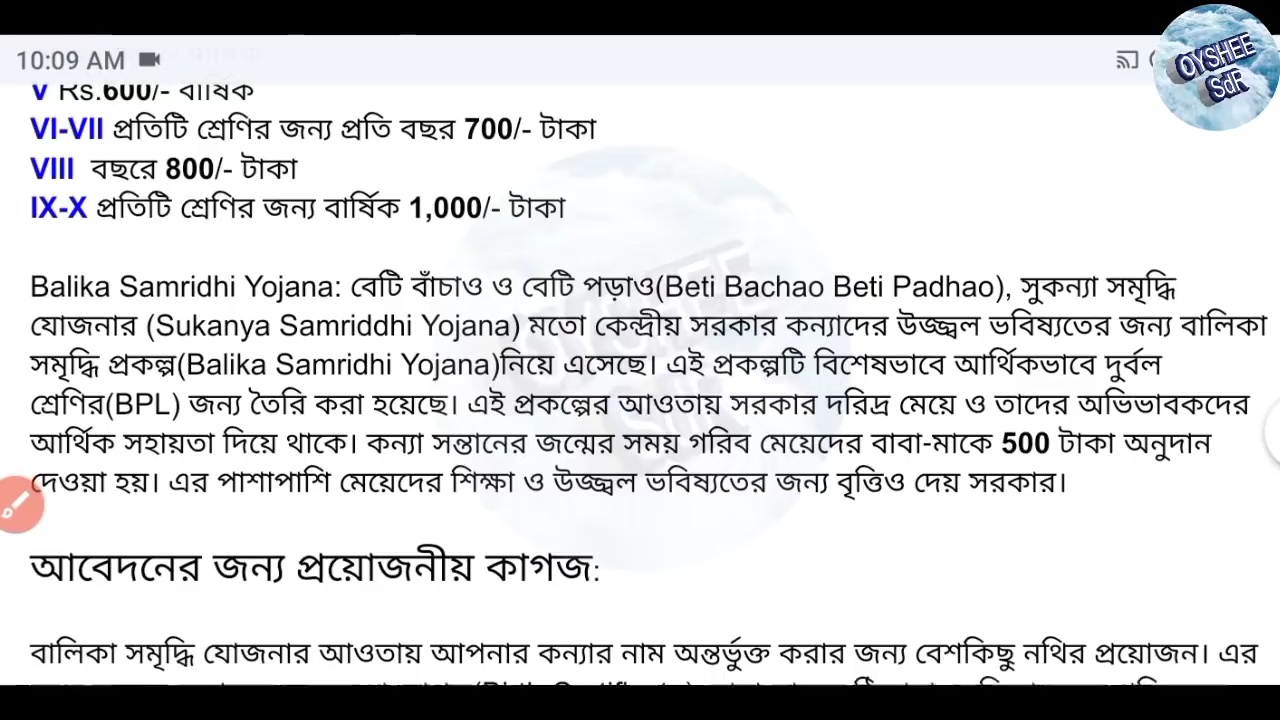 10:09 AM
OYSHEE
SdR
V Rs.600/- বার্ষিক
VI-VII প্রতিটি শ্রেণির জন্য প্রতি বছর 700/- টাকা
VIII বছরে 800/- টাকা
IX-X প্রতিটি শ্রেণির জন্য বার্ষিক 1,000/- টাকা
Balika Samridhi Yojana: বেটি বাঁচাও ও বেটি পড়াও(Beti Bachao Beti Padhao), সুকন্যা সমৃদ্ধি
যোজনার (Sukanya Samriddhi Yojana) মতো কেন্দ্রীয় সরকার কন্যাদের উজ্জ্বল ভবিষ্যতের জন্য বালিকা
সমৃদ্ধি প্রকল্প(Balika Samridhi Yojana)নিয়ে এসেছে। এই প্রকল্পটি বিশেষভাবে আর্থিকভাবে দুর্বল
শ্রেণির(BPL) জন্য তৈরি করা হয়েছে। এই প্রকল্পের আওতায় সরকার দরিদ্র মেয়ে ও তাদের অভিভাবকদের
আর্থিক সহায়তা দিয়ে থাকে। কন্যা সন্তানের জন্মের সময় গরিব মেয়েদের বাবা-মাকে 500 টাকা অনুদান
দেওয়া হয়। এর পাশাপাশি মেয়েদের শিক্ষা ও উজ্জ্বল ভবিষ্যতের জন্য বৃত্তিও দেয় সরকার।
আবেদনের জন্য প্রয়োজনীয় কাগজ:
বালিকা সমৃদ্ধি যোজনার আওতায় আপনার কন্যার নাম অন্তর্ভুক্ত করার জন্য বেশকিছু নথির প্রয়োজন। এর